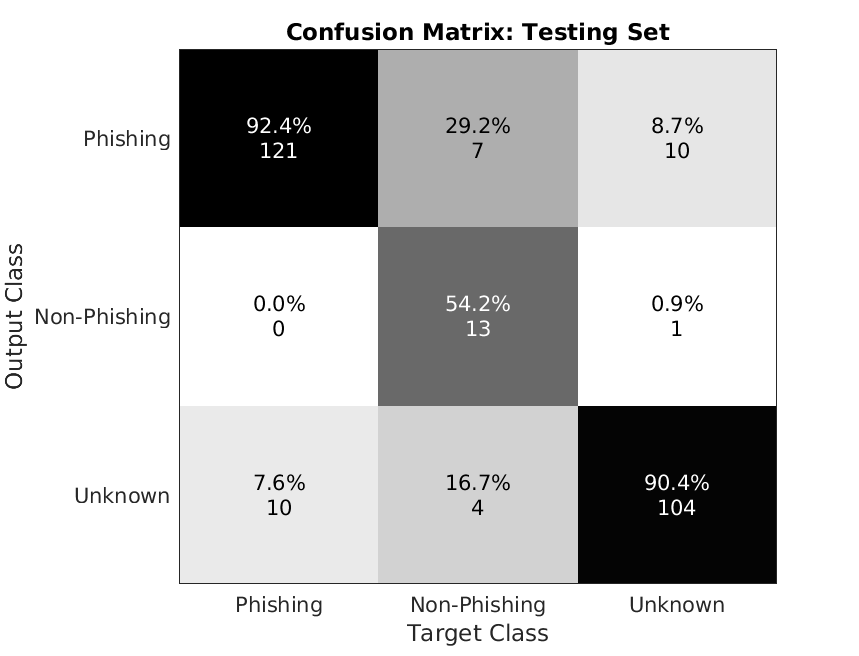 Confusion Matrix: Testing Set
Output Class
Phishing
92.4%
121
29.2%
7
8.7%
10
Non-Phishing
0.0%
0
54.2%
13
0.9%
1
Unknown
7.6%
10
16.7%
4
90.4%
104
Phishing
Non-Phishing
Unknown
Target Class